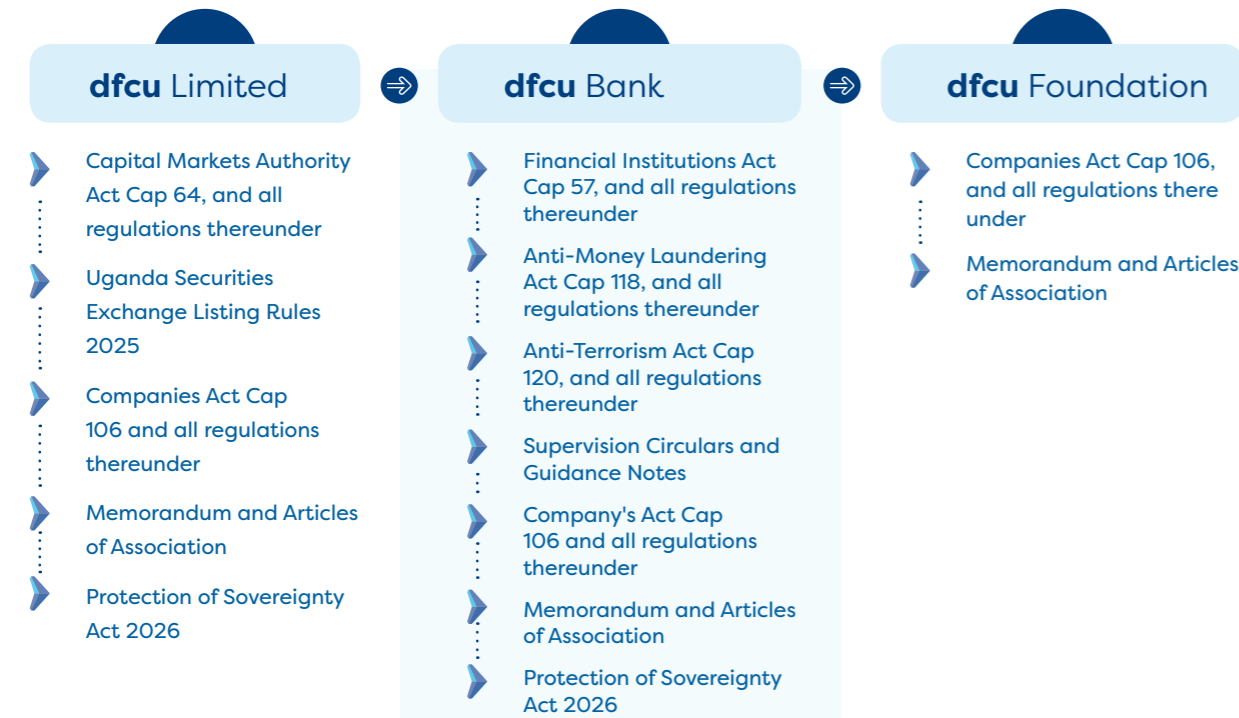 dfcu Limited
Capital Markets Authority
Act Cap 64, and all
regulations thereunder
Uganda Securities
Exchange Listing Rules
2025
Companies Act Cap
106 and all regulations
thereunder
Memorandum and Articles
of Association
Protection of Sovereignty
Act 2026
dfcu Bank
Financial Institutions Act
Cap 57, and all regulations
thereunder
Anti-Money Laundering
Act Cap 118, and all
regulations thereunder
Anti-Terrorism Act Cap
120, and all regulations
thereunder
Supervision Circulars and
Guidance Notes
Company's Act Cap
106 and all regulations
thereunder
Memorandum and Articles
of Association
Protection of Sovereignty
Act 2026
dfcu Foundation
Companies Act Cap 106,
and all regulations there
under
Memorandum and Articles
of Association